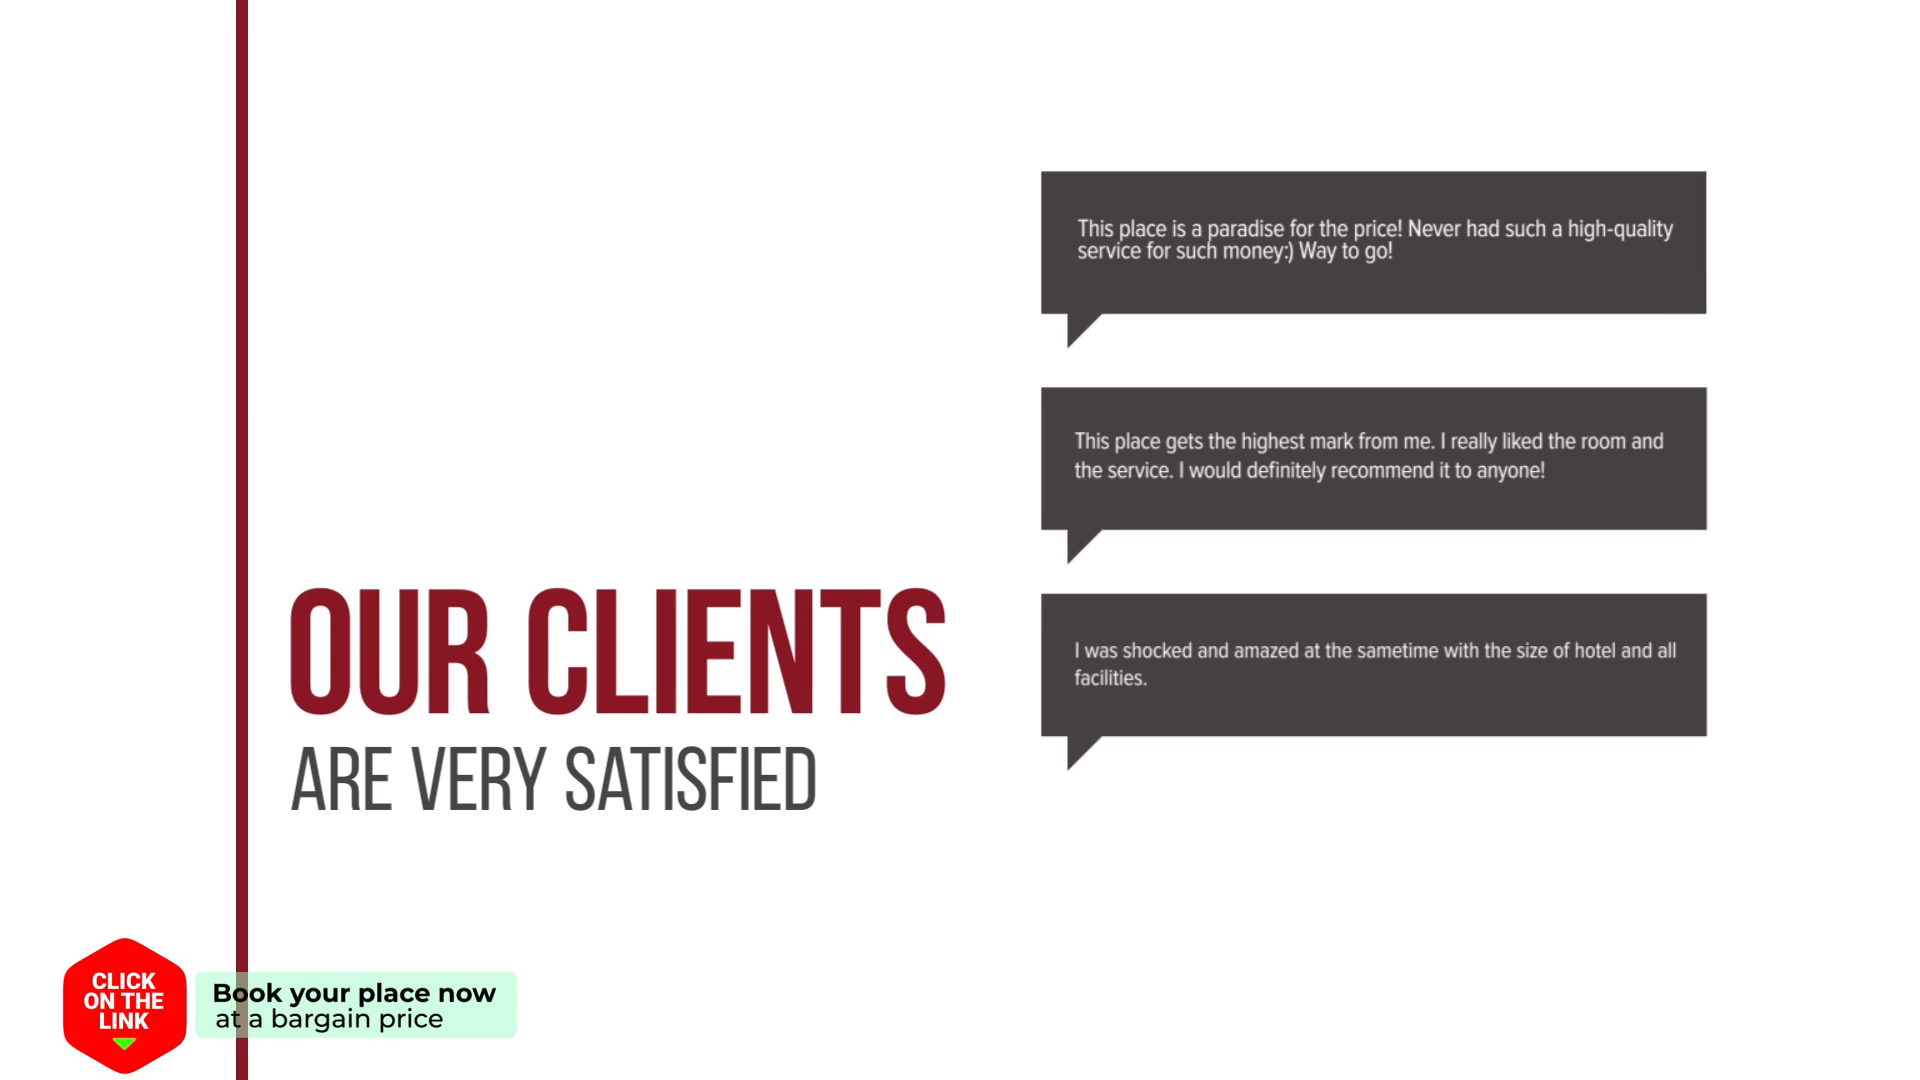 This place is a paradise for the price! Never had such a high-quality
service for such money:) Way to go!
This place gets the highest mark from me. I really liked the room and
the service. I would definitely recommend it to anyone!
I was shocked and amazed at the sametime with the size of hotel and all
facilities.
OUR CLIENTS
ARE VERY SATISFIED
CLICK
ON THE
LINK
Book your place now
at a bargain price